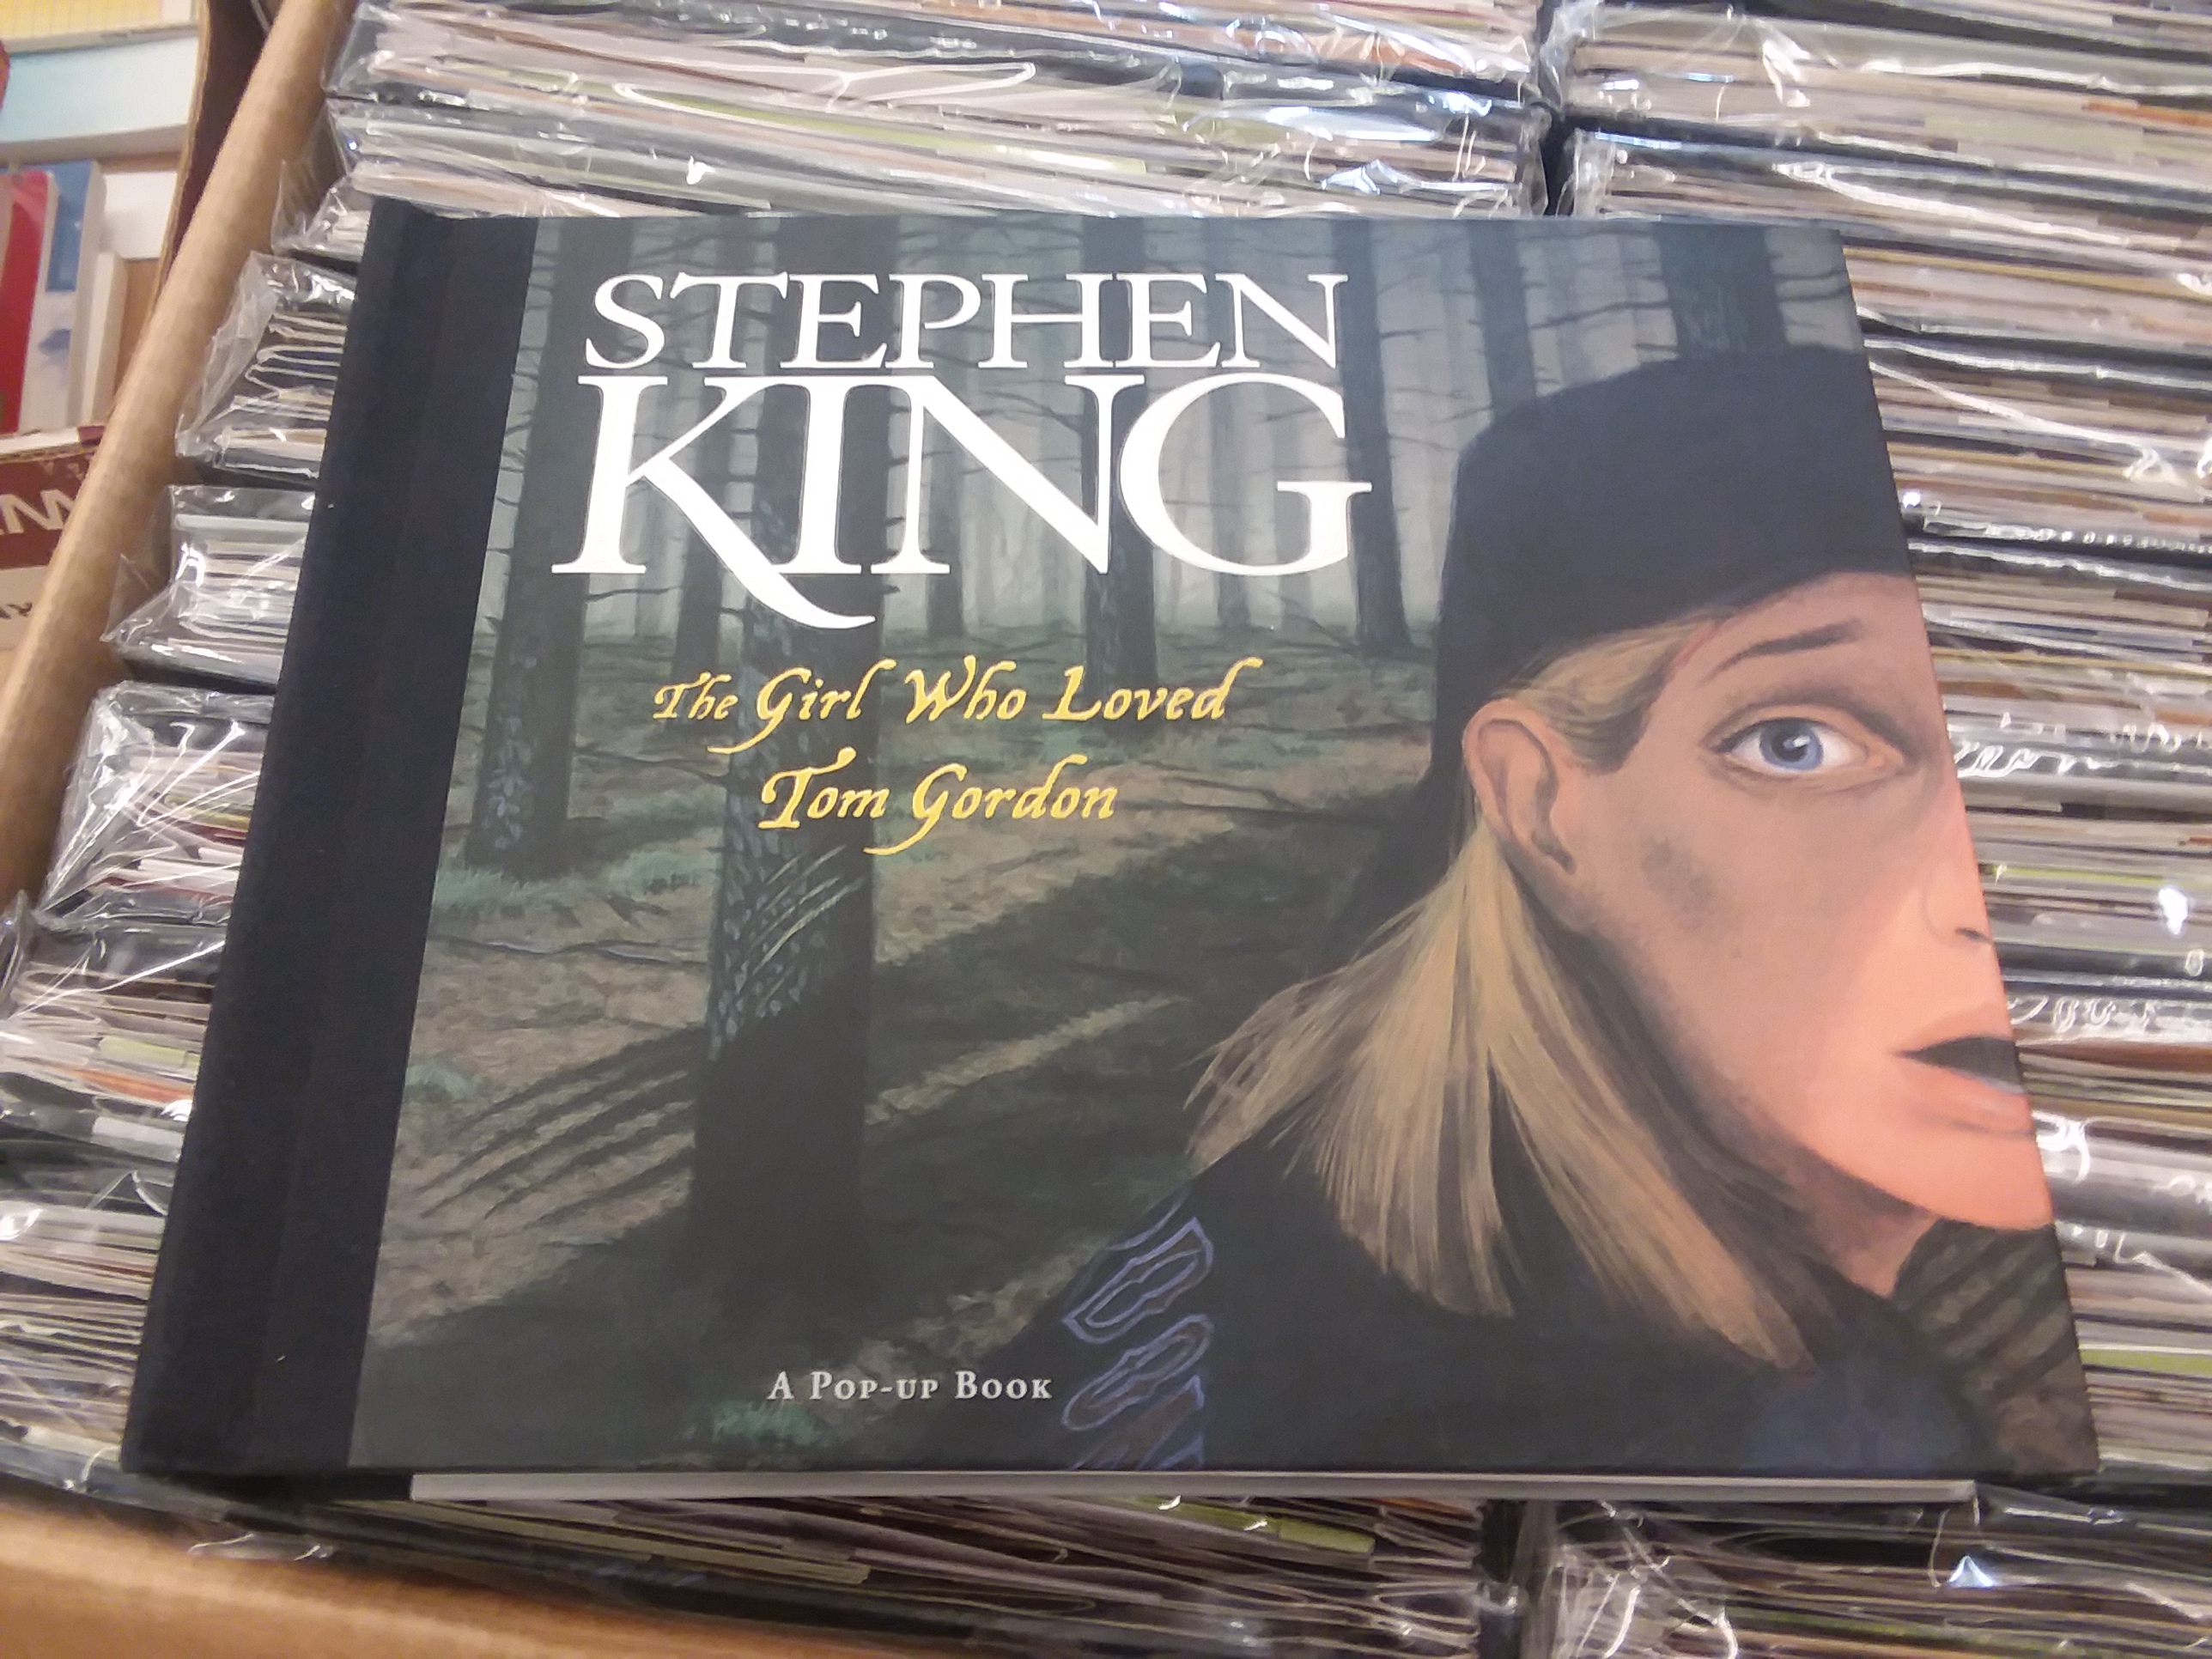 STEPHEN
KING
The Girl Who Loved
Tom Gordon
A POP-UP BOOK